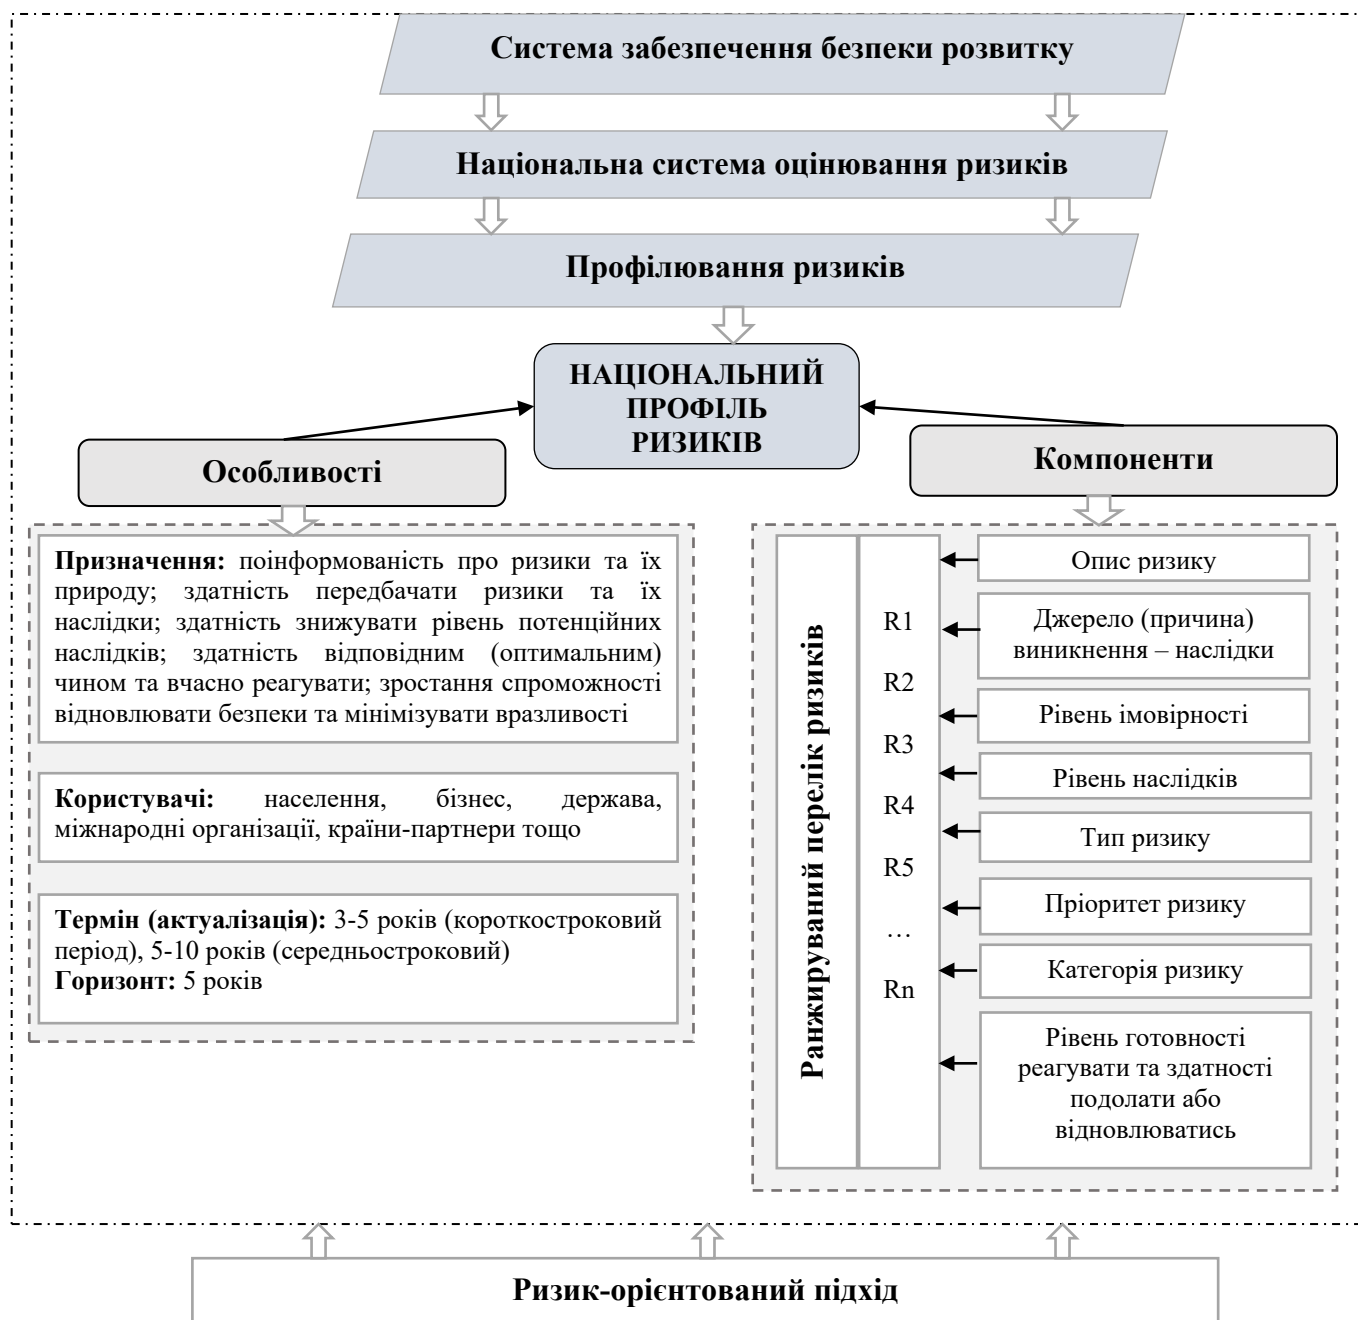 Система забезпечення безпеки розвитку
Національна система оцінювання ризиків
Профілювання ризиків
НАЦІОНАЛЬНИЙ
ПРОФІЛЬ
РИЗИКІВ
Особливості
Призначення: поінформованість про ризики та їх
природу; здатність передбачати ризики та їх
наслідки; здатність знижувати рівень потенційних
наслідків; здатність відповідним (оптимальним)
чином та вчасно реагувати; зростання спроможності
відновлювати безпеки та мінімізувати вразливості
Користувачі: населення, бізнес, держава,
міжнародні організації, країни-партнери тощо
Термін (актуалізація): 3-5 років (короткостроковий
період), 5-10 років (середньостроковий)
Горизонт: 5 років
Компоненти
Ранжируваний перелік ризиків
R1
R2
R3
R4
R5
…
Rn
Опис ризику
Джерело (причина)
виникнення – наслідки
Рівень імовірності
Рівень наслідків
Тип ризику
Пріоритет ризику
Категорія ризику
Рівень готовності
реагувати та здатності
подолати або
відновлюватись
Ризик-орієнтований підхід